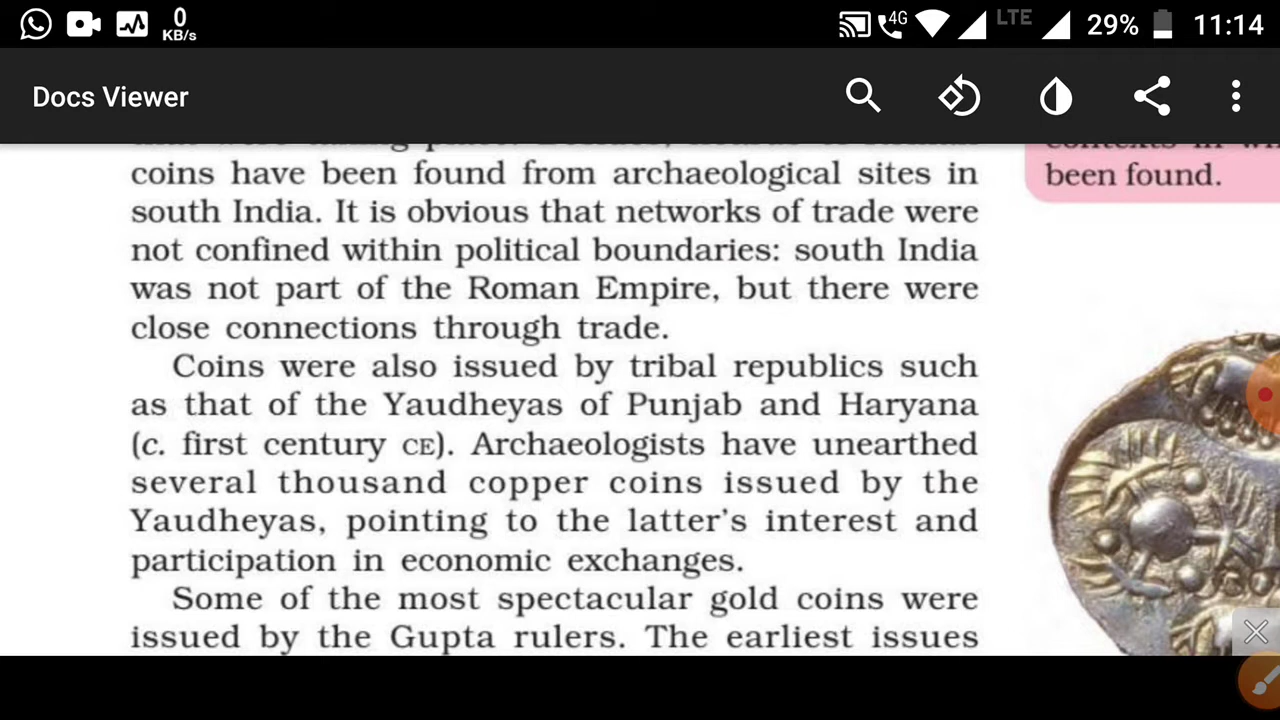 0
KB/s
4G
LTE
29%
11:14
Docs Viewer
coins have been found from archaeological sites in
south India. It is obvious that networks of trade were
not confined within political boundaries: south India
was not part of the Roman Empire, but there were
close connections through trade.
Coins were also issued by tribal republics such
as that of the Yaudheyas of Punjab and Haryana
(c. first century CE). Archaeologists have unearthed
several thousand copper coins issued by the
Yaudheyas, pointing to the latter's interest and
participation in economic exchanges.
Some of the most spectacular gold coins were
issued by the Gupta rulers. The earliest issues
been found.